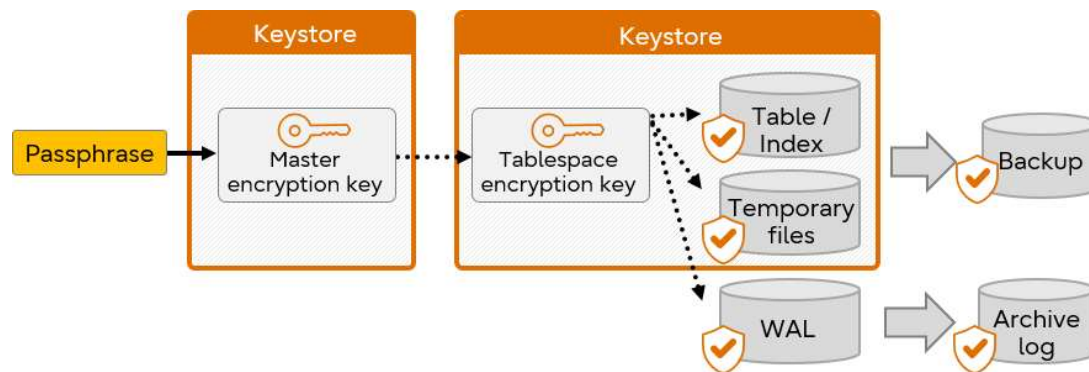 Keystore
Keystore
Passphrase
Master
encryption key
Tablespace
encryption key
Table /
Index
Temporary
files
WAL
Backup
Archive
log